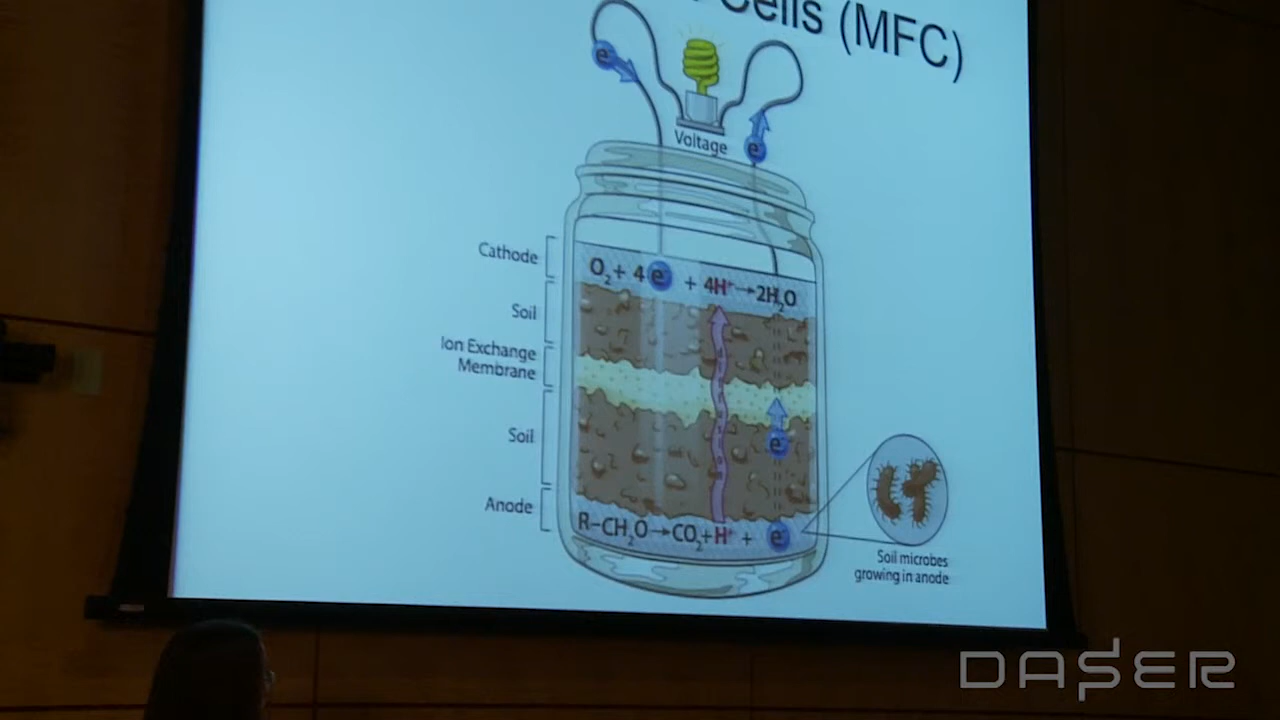 Cells (MFC)
e⁻
Voltage
e⁻
Cathode
O₂ + 4 e⁻ + 4H⁺ → 2H₂O
Soil
Ion Exchange
Membrane
Soil
e⁻
Anode
R–CH₂O → CO₂ + H⁺ + e⁻
Soil microbes
growing in anode
DASER